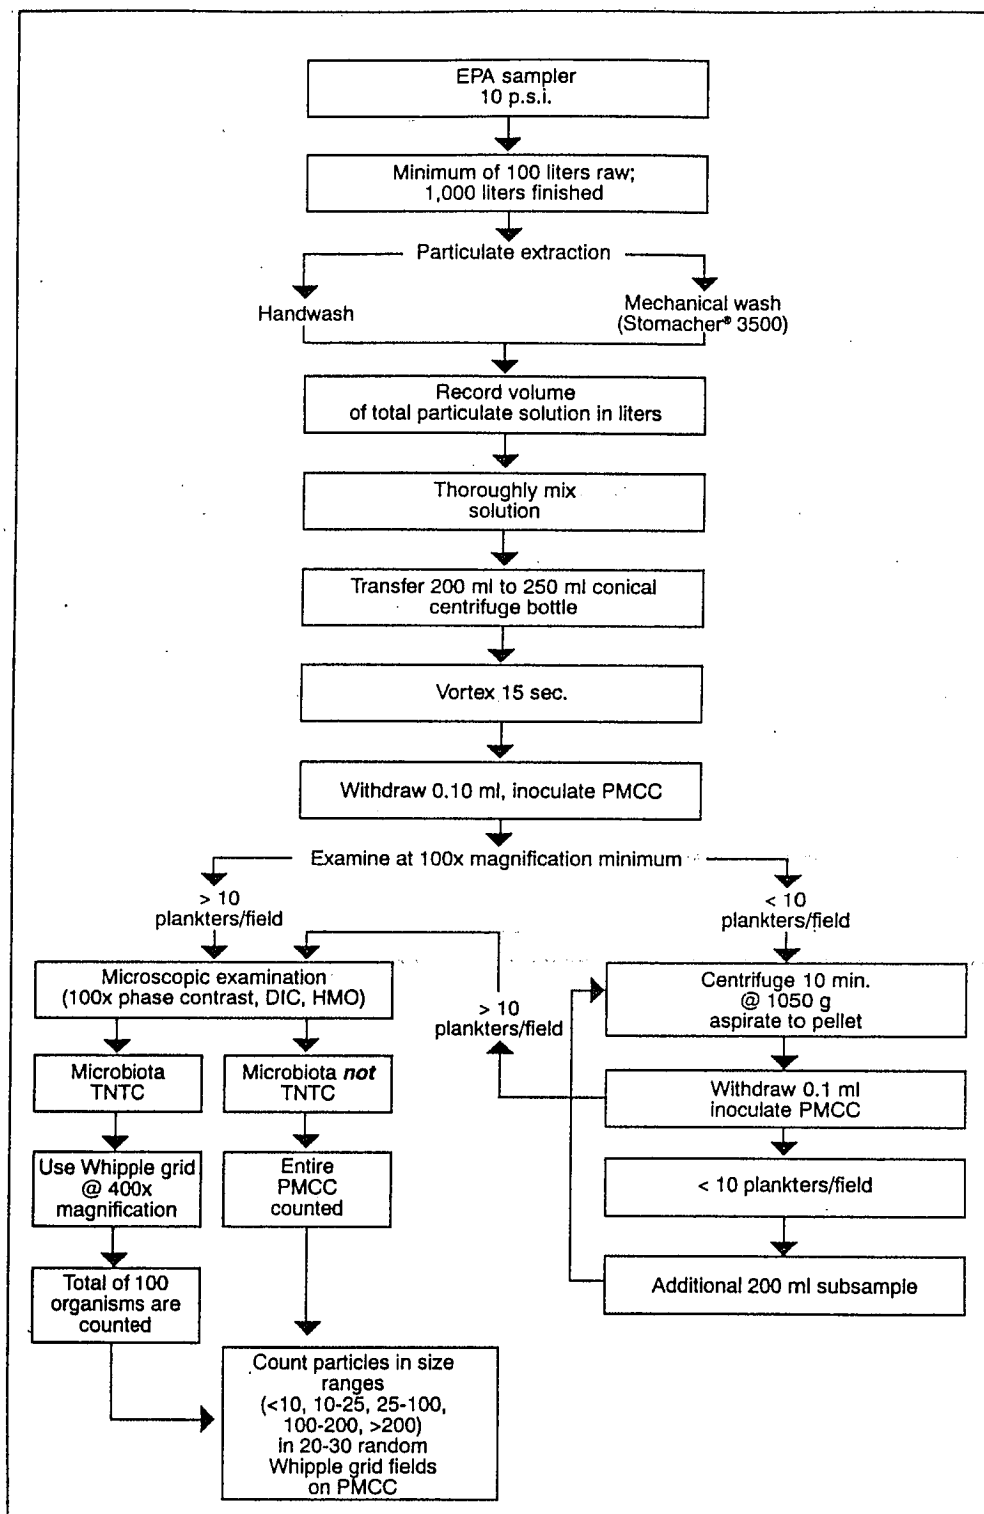 EPA sampler
10 p.s.i.
Minimum of 100 liters raw;
1,000 liters finished
Particulate extraction
Handwash
Mechanical wash
(Stomacher® 3500)
Record volume
of total particulate solution in liters
Thoroughly mix
solution
Transfer 200 ml to 250 ml conical
centrifuge bottle
Vortex 15 sec.
Withdraw 0.10 ml, inoculate PMCC
Examine at 100x magnification minimum
> 10
plankters/field
< 10
plankters/field
Microscopic examination
(100x phase contrast, DIC, HMO)
> 10
plankters/field
Centrifuge 10 min.
@ 1050 g
aspirate to pellet
Microbiota
TNTC
Microbiota not
TNTC
Withdraw 0.1 ml
inoculate PMCC
Use Whipple grid
@ 400x
magnification
Entire
PMCC
counted
< 10 plankters/field
Total of 100
organisms are
counted
Additional 200 ml subsample
Count particles in size
ranges
(<10, 10-25, 25-100,
100-200, >200)
in 20-30 random
Whipple grid fields
on PMCC